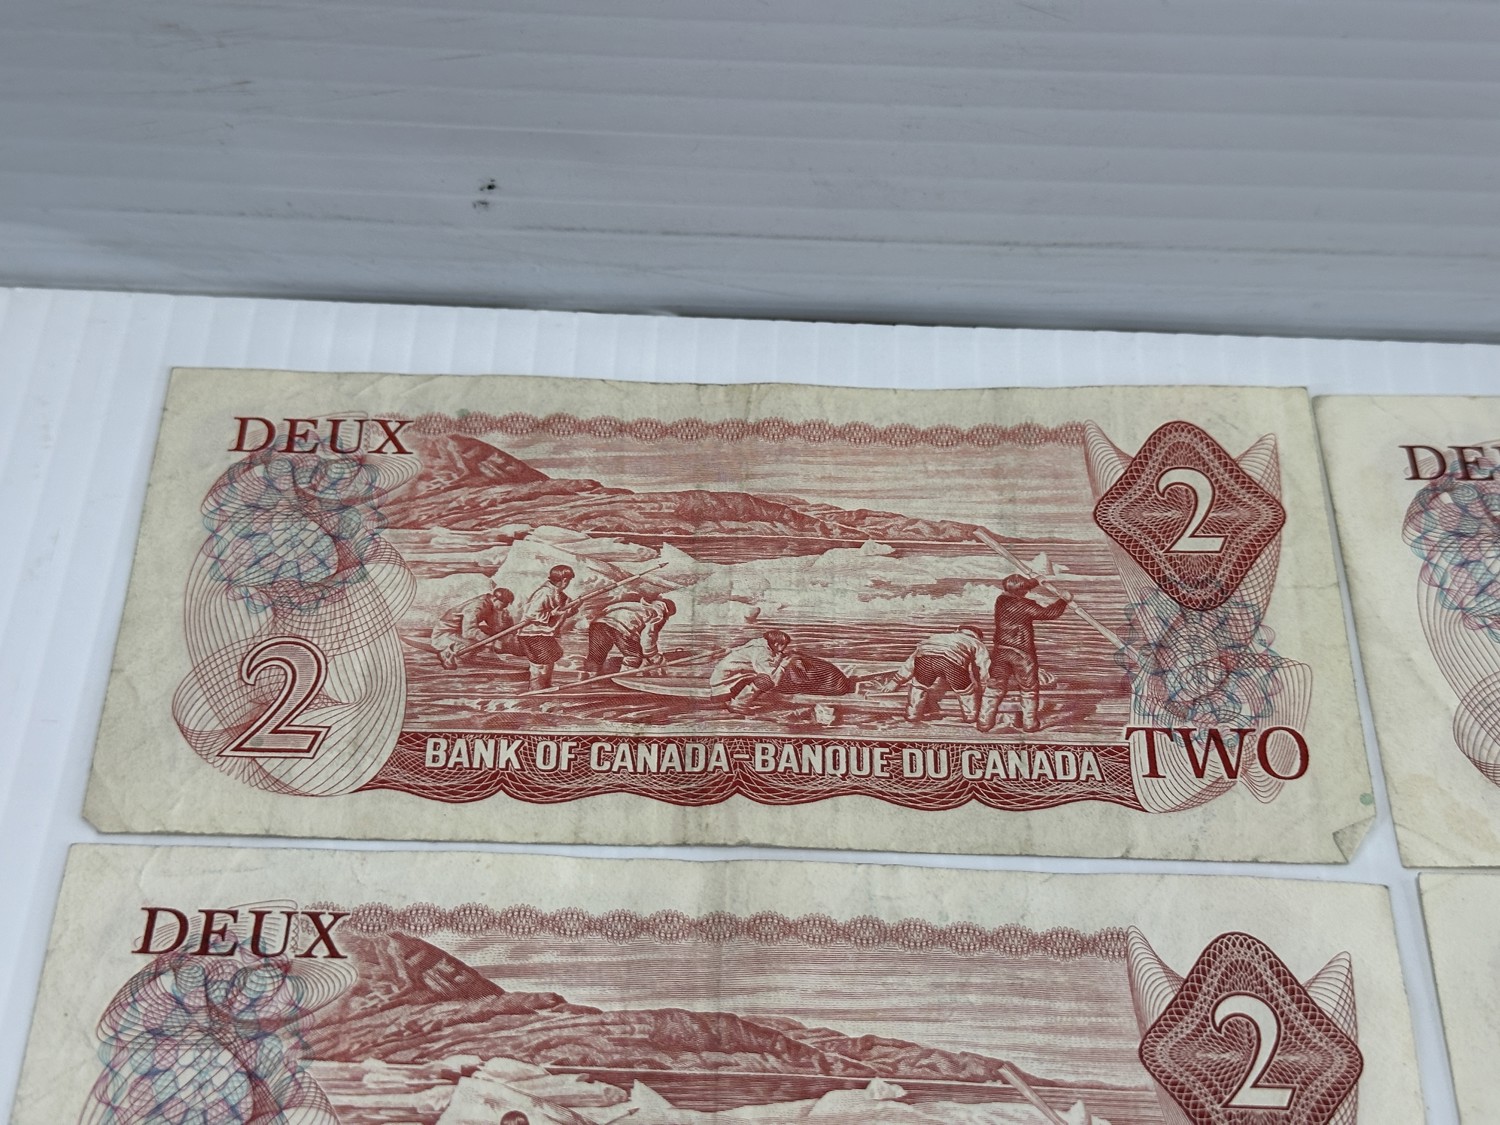 DEUX
2
2
BANK OF CANADA-BANQUE DU CANADA
TWO
DEUX
2